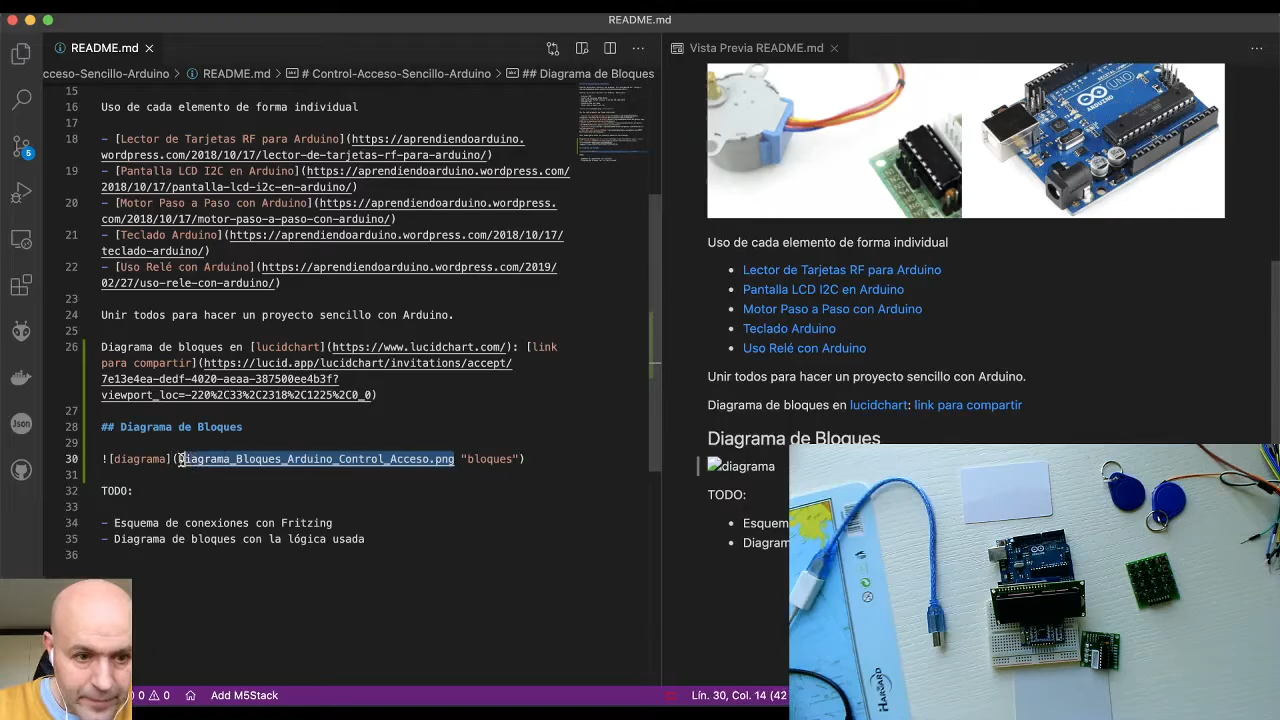 README.md
README.md
Vista Previa README.md
cceso-Sencillo-Arduino > README.md > # Control-Acceso-Sencillo-Arduino > ## Diagrama de Bloques
15
16 Uso de cada elemento de forma individual
17
18 - [Lector de Tarjetas RF para Arduino](https://aprendiendoarduino.
wordpress.com/2018/10/17/lector-de-tarjetas-rf-para-arduino/)
19 - [Pantalla LCD I2C en Arduino](https://aprendiendoarduino.wordpress.com/
2018/10/17/pantalla-lcd-i2c-en-arduino/)
20 - [Motor Paso a Paso con Arduino](https://aprendiendoarduino.wordpress.
com/2018/10/17/motor-paso-a-paso-con-arduino/)
21 - [Teclado Arduino](https://aprendiendoarduino.wordpress.com/2018/10/17/
teclado-arduino/)
22 - [Uso Relé con Arduino](https://aprendiendoarduino.wordpress.com/2019/
02/27/uso-rele-con-arduino/)
23
24 Unir todos para hacer un proyecto sencillo con Arduino.
25
26 Diagrama de bloques en [lucidchart](https://www.lucidchart.com/): [link
para compartir](https://lucid.app/lucidchart/invitations/accept/
7e13e4ea-dedf-4020-aeaa-387500ee4b3f?
viewport_loc=-220%2C33%2C2318%2C1225%2C0_0)
27
28 ## Diagrama de Bloques
29
30 ![diagrama](Diagrama_Bloques_Arduino_Control_Acceso.png "bloques")
31
32 TODO:
33
34 - Esquema de conexiones con Fritzing
35 - Diagrama de bloques con la lógica usada
36
5
Json
0 0
Add M5Stack
Lín. 30, Col. 14 (42
Uso de cada elemento de forma individual
Lector de Tarjetas RF para Arduino
Pantalla LCD I2C en Arduino
Motor Paso a Paso con Arduino
Teclado Arduino
Uso Relé con Arduino
Unir todos para hacer un proyecto sencillo con Arduino.
Diagrama de bloques en lucidchart: link para compartir
Diagrama de Bloques
diagrama
TODO:
Esquem
Diagram